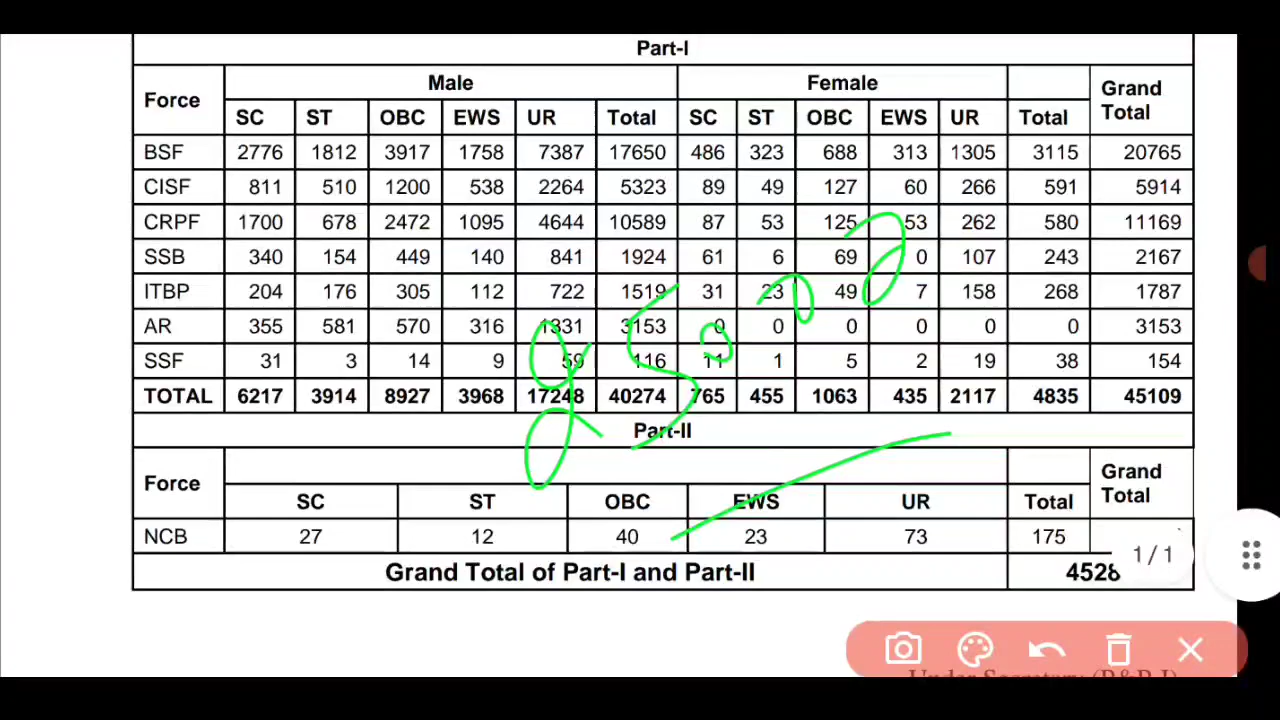 Part-I
Force Male Female Grand Total
SC ST OBC EWS UR Total SC ST OBC EWS UR Total
BSF 2776 1812 3917 1758 7387 17650 486 323 688 313 1305 3115 20765
CISF 811 510 1200 538 2264 5323 89 49 127 60 266 591 5914
CRPF 1700 678 2472 1095 4644 10589 87 53 125 53 262 580 11169
SSB 340 154 449 140 841 1924 61 6 69 0 107 243 2167
ITBP 204 176 305 112 722 1519 31 23 49 7 158 268 1787
AR 355 581 570 316 1331 3153 0 0 0 0 0 0 3153
SSF 31 3 14 9 59 116 11 1 5 2 19 38 154
TOTAL 6217 3914 8927 3968 17248 40274 765 455 1063 435 2117 4835 45109
Part-II
Force Grand Total
SC ST OBC EWS UR Total
NCB 27 12 40 23 73 175
Grand Total of Part-I and Part-II 4528
1/1